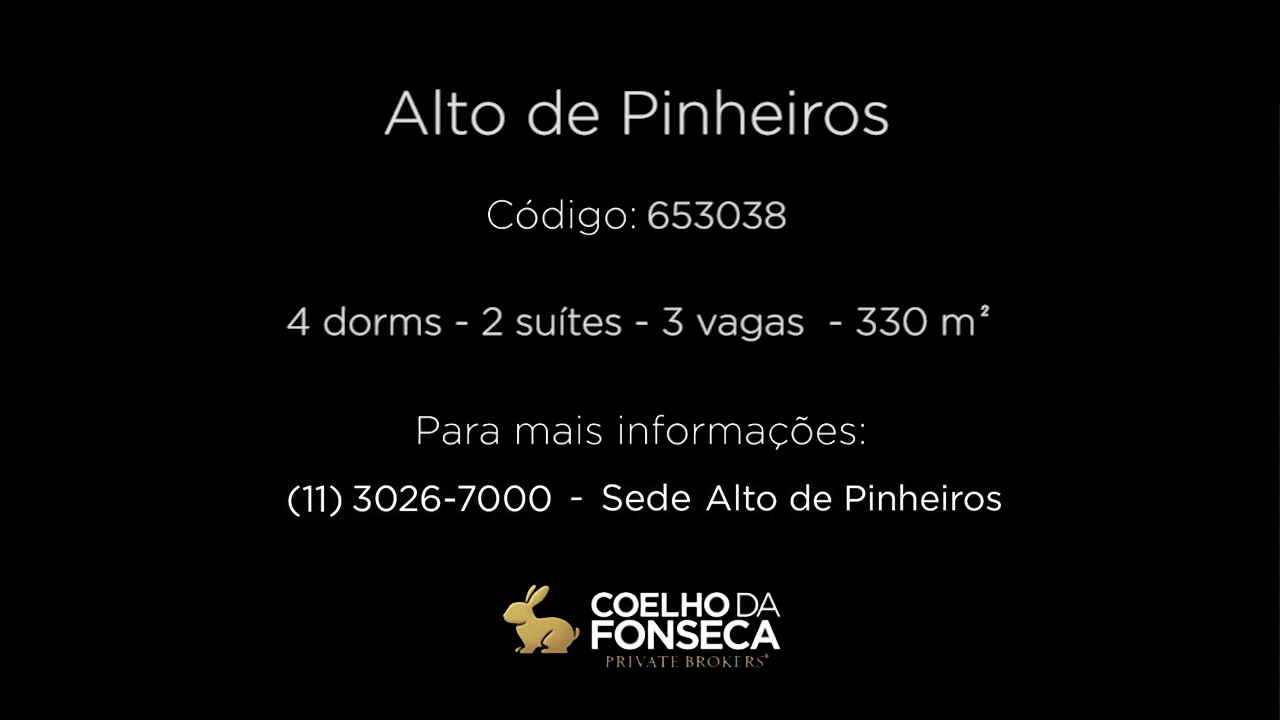 Alto de Pinheiros
Código: 653038
4 dorms - 2 suítes - 3 vagas - 330 m²
Para mais informações:
(11) 3026-7000 - Sede Alto de Pinheiros
COELHO DA
FONSECA
PRIVATE BROKERS®